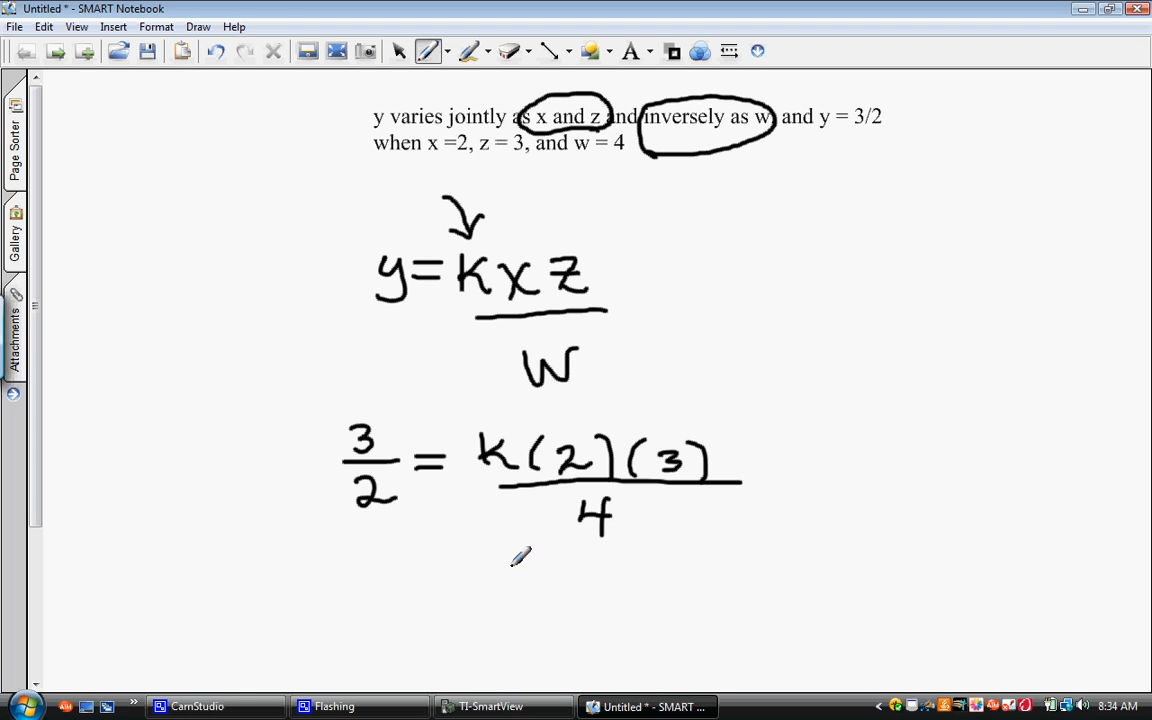 Untitled * - SMART Notebook
File Edit View Insert Format Draw Help
Page Sorter
Gallery
Attachments
y varies jointly as x and z and inversely as w, and y = 3/2
when x =2, z = 3, and w = 4
y=kxz
w
3 = k(2)(3)
2 4
» CamStudio Flashing TI-SmartView Untitled * - SMART ... < 8:34 AM